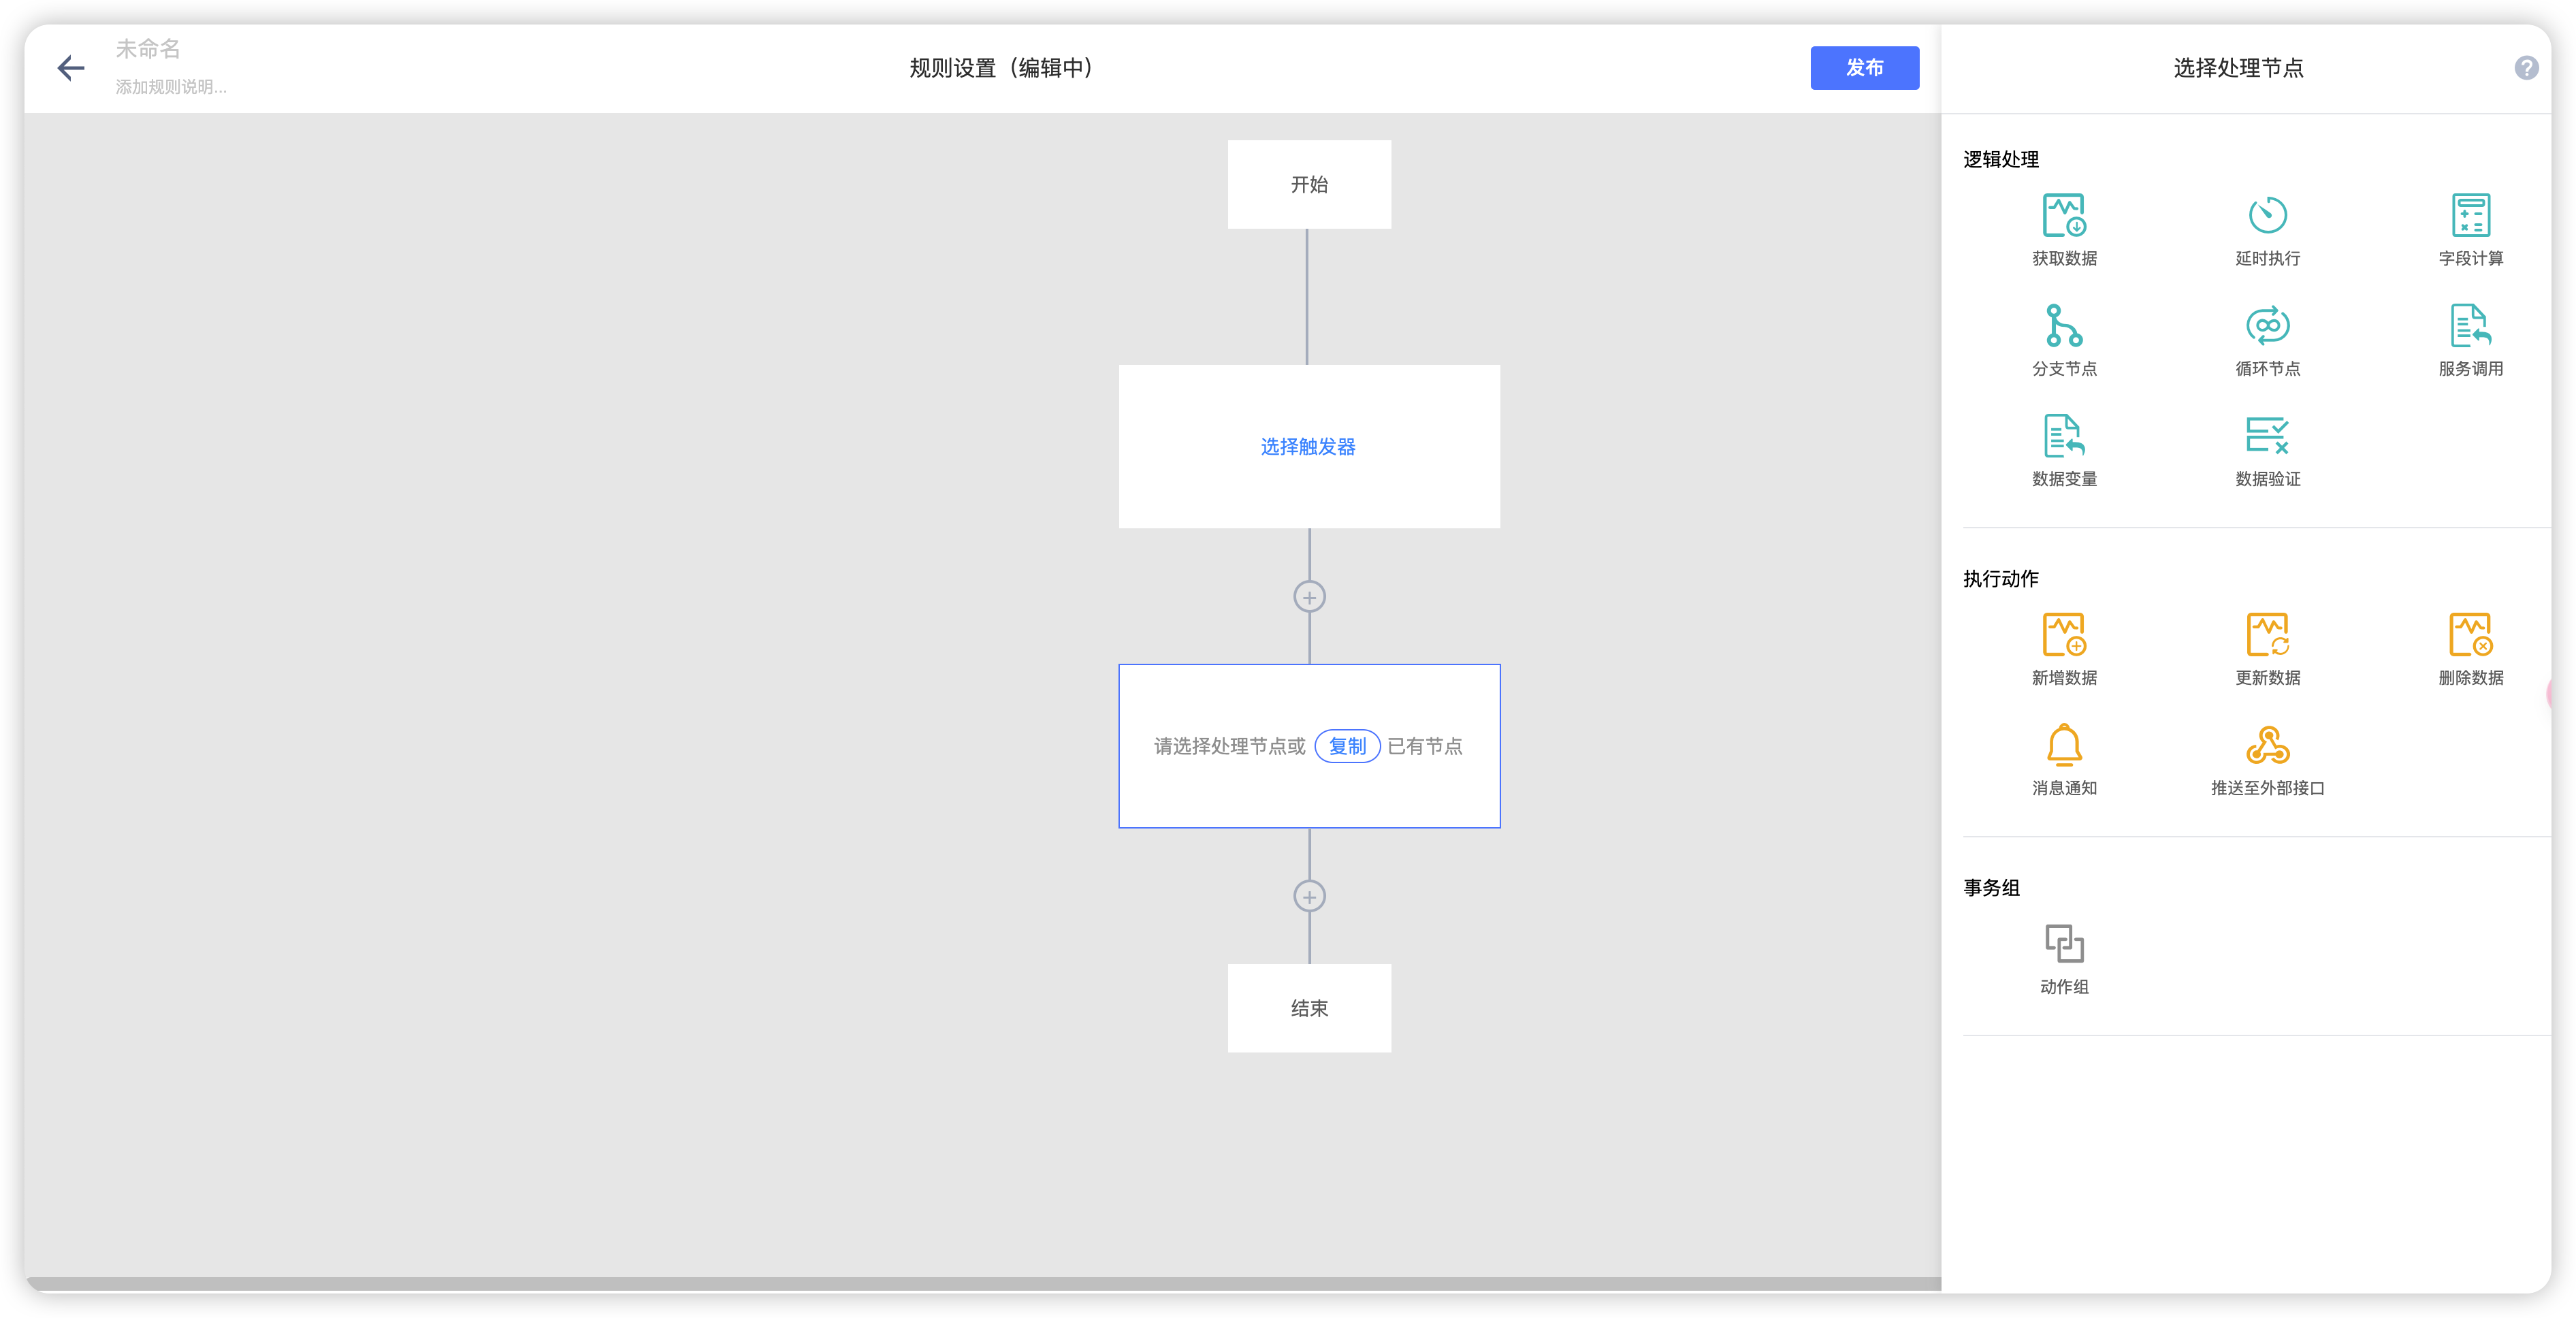 未命名
添加规则说明...
规则设置（编辑中）
发布
开始
选择触发器
请选择处理节点或 复制 已有节点
结束
选择处理节点
逻辑处理
获取数据 延时执行 字段计算
分支节点 循环节点 服务调用
数据变量 数据验证
执行动作
新增数据 更新数据 删除数据
消息通知 推送至外部接口
事务组
动作组